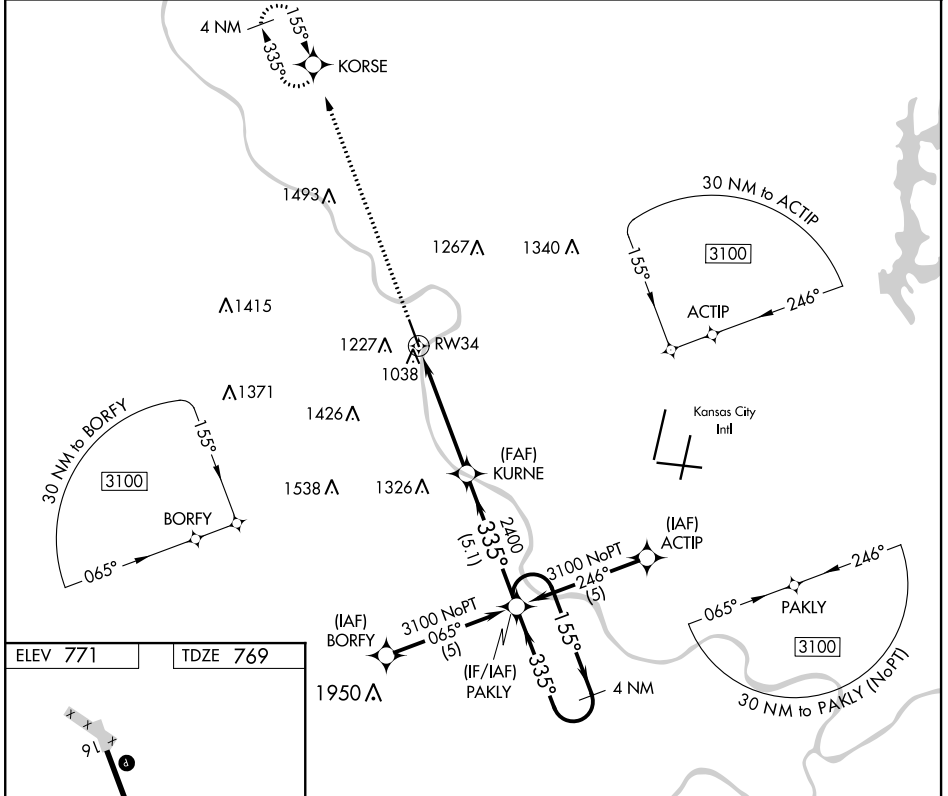 4 NM
155°
335°
KORSE
1493
1267
1340
30 NM to ACTIP
3100
155°
246°
ACTIP
1415
1227
RW34
1038
1371
1426
30 NM to BORFY
155°
3100
BORFY
065°
Kansas City
Intl
(FAF)
KURNE
1538
1326
2400
335°
(5.1)
(IAF)
ACTIP
3100 NoPT
246°
(5)
(IAF)
BORFY
3100 NoPT
065°
(5)
(IF/IAF)
PAKLY
155°
335°
4 NM
1950
246°
065°
PAKLY
3100
30 NM to PAKLY (NoPT)
ELEV 771
TDZE 769
X X X
16
P